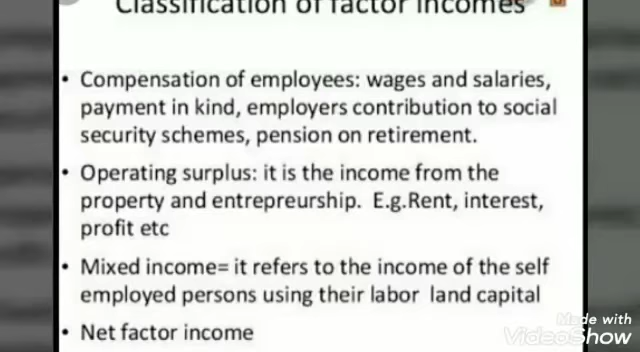 Classification of factor incomes
• Compensation of employees: wages and salaries,
payment in kind, employers contribution to social
security schemes, pension on retirement.
• Operating surplus: it is the income from the
property and entrepreurship. E.g.Rent, interest,
profit etc
• Mixed income= it refers to the income of the self
employed persons using their labor land capital
• Net factor income
Made with
VideoShow